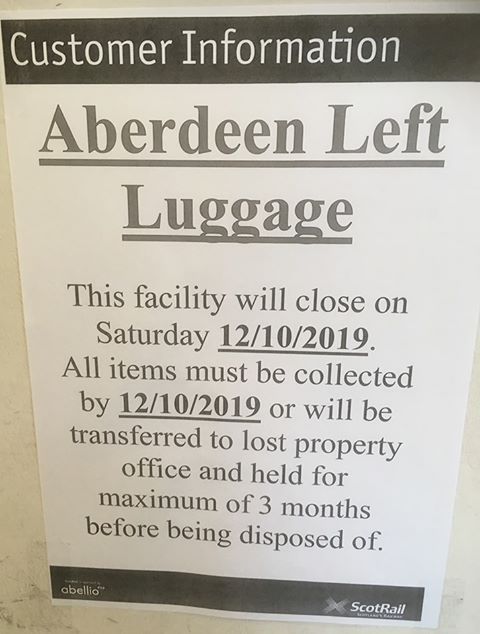 Customer Information
Aberdeen Left
Luggage
This facility will close on
Saturday 12/10/2019.
All items must be collected
by 12/10/2019 or will be
transferred to lost property
office and held for
maximum of 3 months
before being disposed of.
abellio
ScotRail
SCOTLAND'S RAILWAY